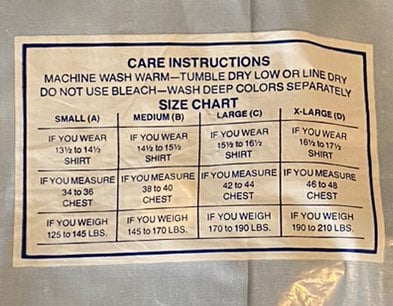 CARE INSTRUCTIONS
MACHINE WASH WARM—TUMBLE DRY LOW OR LINE DRY
DO NOT USE BLEACH—WASH DEEP COLORS SEPARATELY
SIZE CHART
SMALL (A) MEDIUM (B) LARGE (C) X-LARGE (D)
IF YOU WEAR IF YOU WEAR IF YOU WEAR IF YOU WEAR
13½ to 14½ 14½ to 15½ 15½ to 16½ 16½ to 17½
SHIRT SHIRT SHIRT SHIRT
IF YOU MEASURE IF YOU MEASURE IF YOU MEASURE IF YOU MEASURE
34 to 36 38 to 40 42 to 44 46 to 48
CHEST CHEST CHEST CHEST
IF YOU WEIGH IF YOU WEIGH IF YOU WEIGH IF YOU WEIGH
125 to 145 LBS. 145 to 170 LBS. 170 to 190 LBS. 190 to 210 LBS.